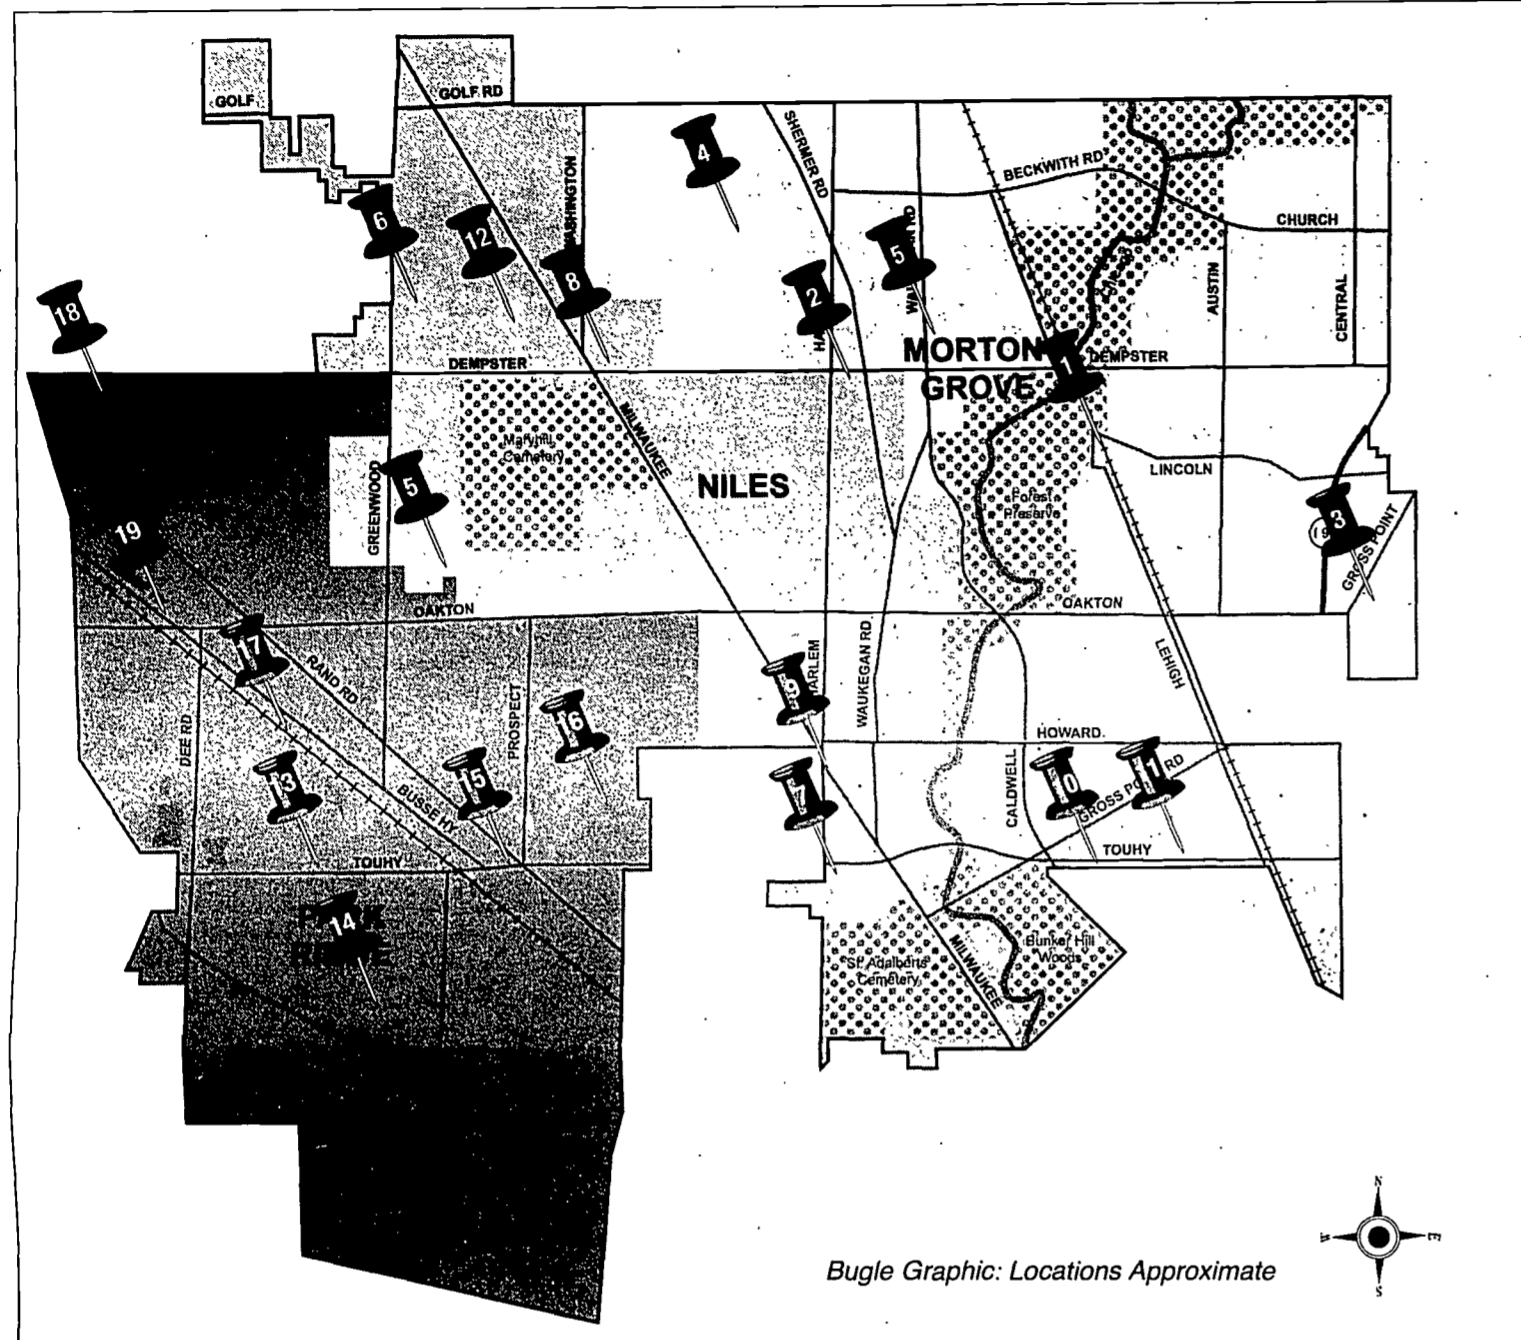 GOLF
GOLF RD
SHERMER RD
4
WASHINGTON
BECKWITH RD
6
12
8
5
2
CHURCH
AUSTIN
CENTRAL
18
DEMPSTER
MORTON
GROVE
1
DEMPSTER
MILWAUKEE
Maryhill
Cemetery
NILES
GREENWOOD
5
LINCOLN
Forest
Preserve
3
GROSS POINT
19
OAKTON
OAKTON
17
RAND RD
DEE RD
PROSPECT
16
9
HARLEM
WAUKEGAN RD
LEHIGH
HOWARD
13
BUSSE HY
15
7
CALDWELL
10
11
GROSS PO RD
TOUHY
TOUHY
14
St. Adalberts
Cemetery
MILWAUKEE
Bunker Hill
Woods
N
W
E
S
Bugle Graphic: Locations Approximate